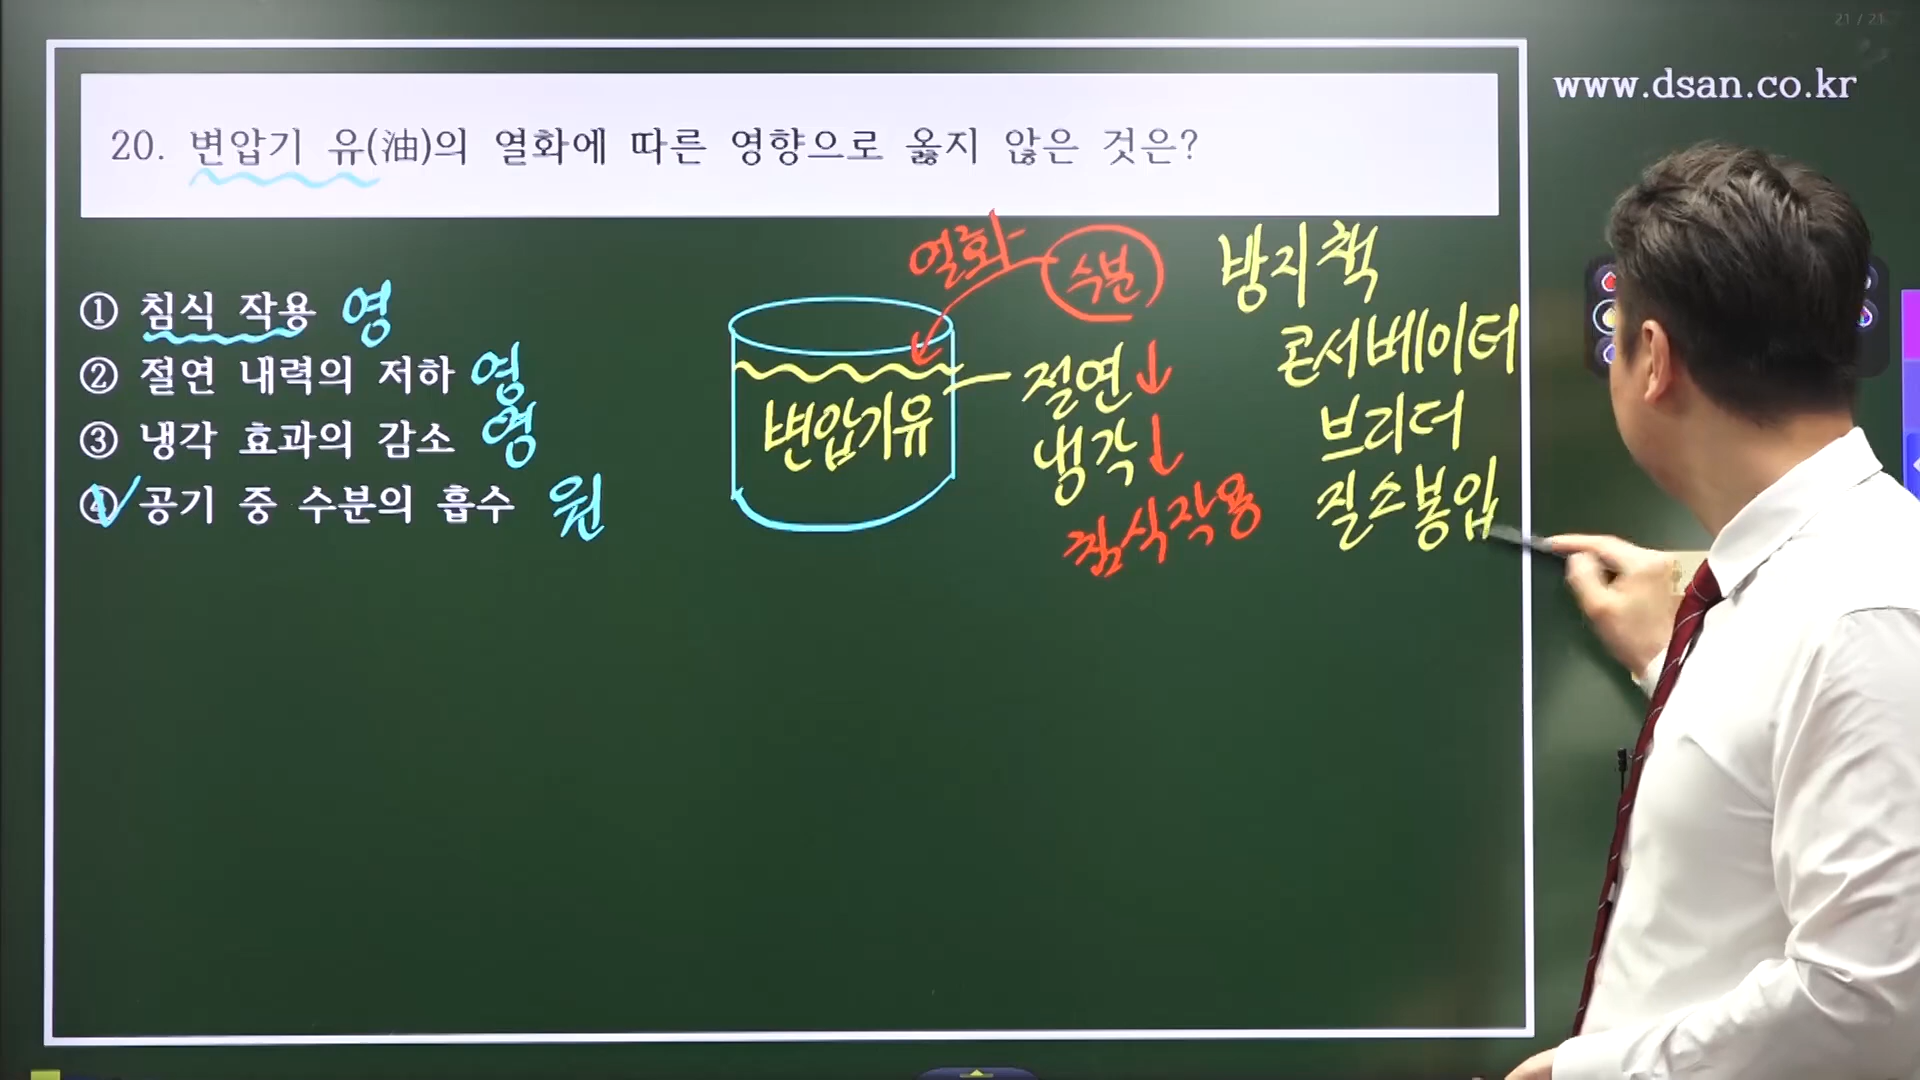 21 / 21
www.dsan.co.kr
20. 변압기 유(油)의 열화에 따른 영향으로 옳지 않은 것은?
① 침식 작용 영
② 절연 내력의 저하 영
③ 냉각 효과의 감소 영
④ 공기 중 수분의 흡수 원
열화 수분
변압기유
절연↓
냉각↓
침식작용
방지책
콘서베이터
브리더
질소봉입